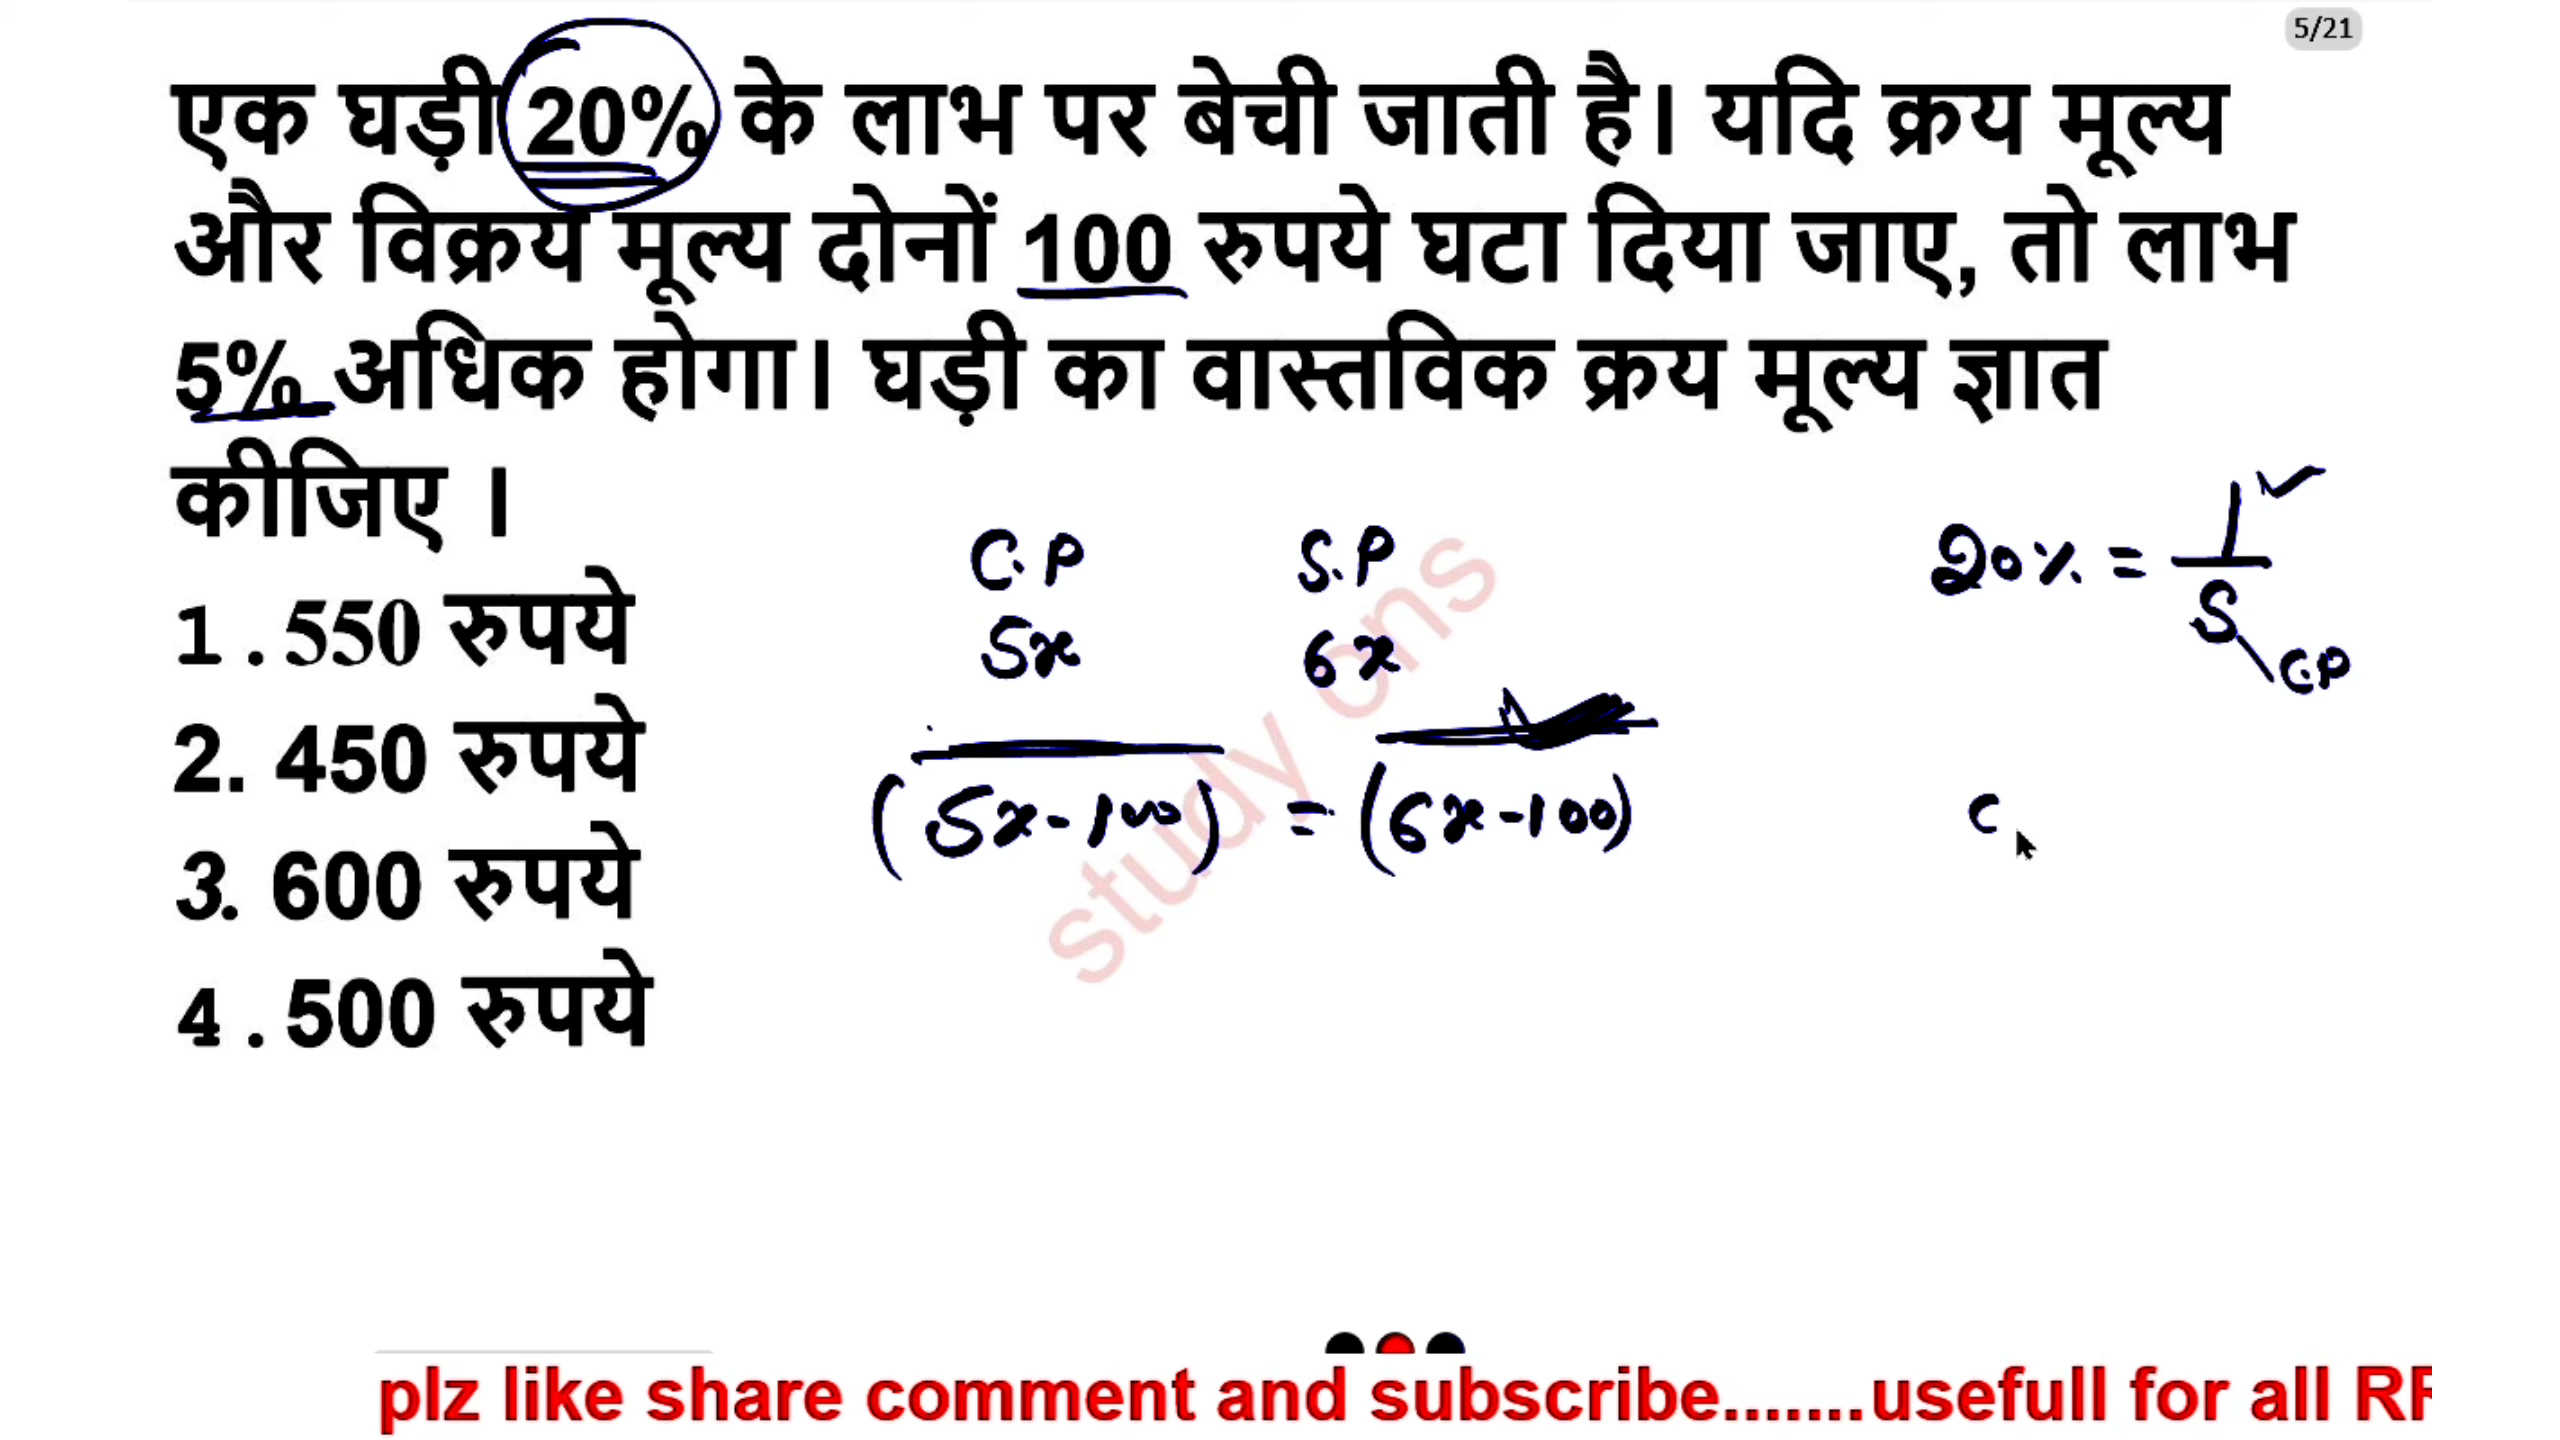 5/21
एक घड़ी 20% के लाभ पर बेची जाती है। यदि क्रय मूल्य
और विक्रय मूल्य दोनों 100 रुपये घटा दिया जाए, तो लाभ
5% अधिक होगा। घड़ी का वास्तविक क्रय मूल्य ज्ञात
कीजिए ।
1.550 रुपये
2. 450 रुपये
3. 600 रुपये
4.500 रुपये
C.P S.P
5x 6x
(5x-100) = (6x-100)
20% = 1/5
C.P
C
study ons
plz like share comment and subscribe.......usefull for all RF